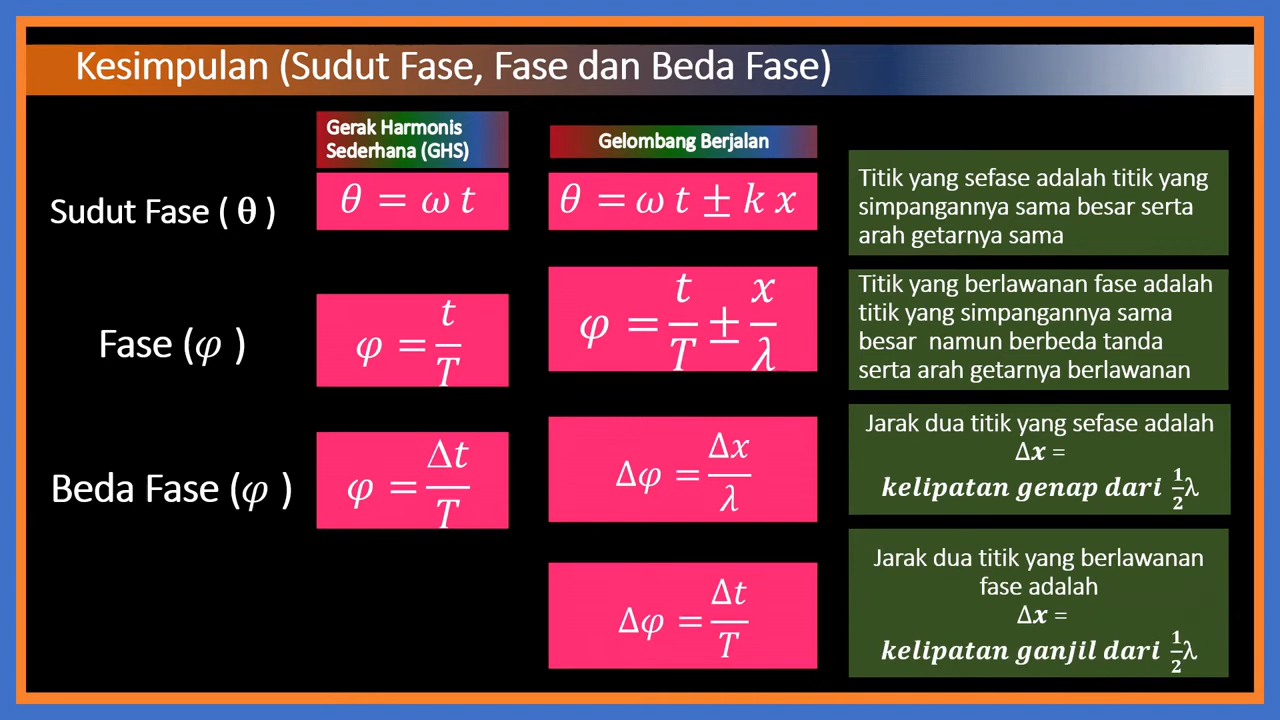 Kesimpulan (Sudut Fase, Fase dan Beda Fase)
Gerak Harmonis
Sederhana (GHS)
Gelombang Berjalan
Sudut Fase ( θ )
θ = ω t
θ = ω t ± k x
Fase (φ )
φ = t/T
φ = t/T ± x/λ
Beda Fase (φ )
φ = Δt/T
Δφ = Δx/λ
Δφ = Δt/T
Titik yang sefase adalah titik yang
simpangannya sama besar serta
arah getarnya sama
Titik yang berlawanan fase adalah
titik yang simpangannya sama
besar namun berbeda tanda
serta arah getarnya berlawanan
Jarak dua titik yang sefase adalah
Δx =
kelipatan genap dari 1/2 λ
Jarak dua titik yang berlawanan
fase adalah
Δx =
kelipatan ganjil dari 1/2 λ